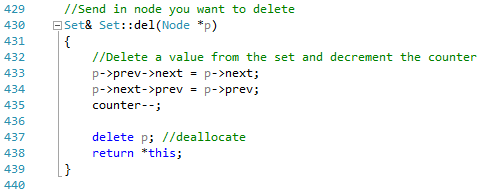 429 //Send in node you want to delete
430 Set& Set::del(Node *p)
431 {
432 //Delete a value from the set and decrement the counter
433 p->prev->next = p->next;
434 p->next->prev = p->prev;
435 counter--;
436
437 delete p; //deallocate
438 return *this;
439 }
440